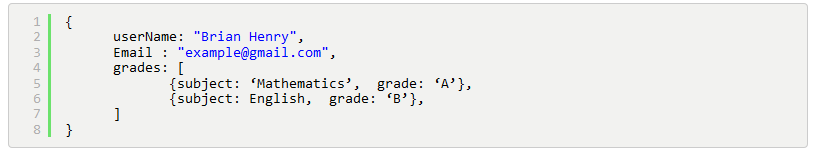 1 {
2 userName: "Brian Henry",
3 Email : "example@gmail.com",
4 grades: [
5 {subject: ‘Mathematics’, grade: ‘A’},
6 {subject: English, grade: ‘B’},
7 ]
8 }